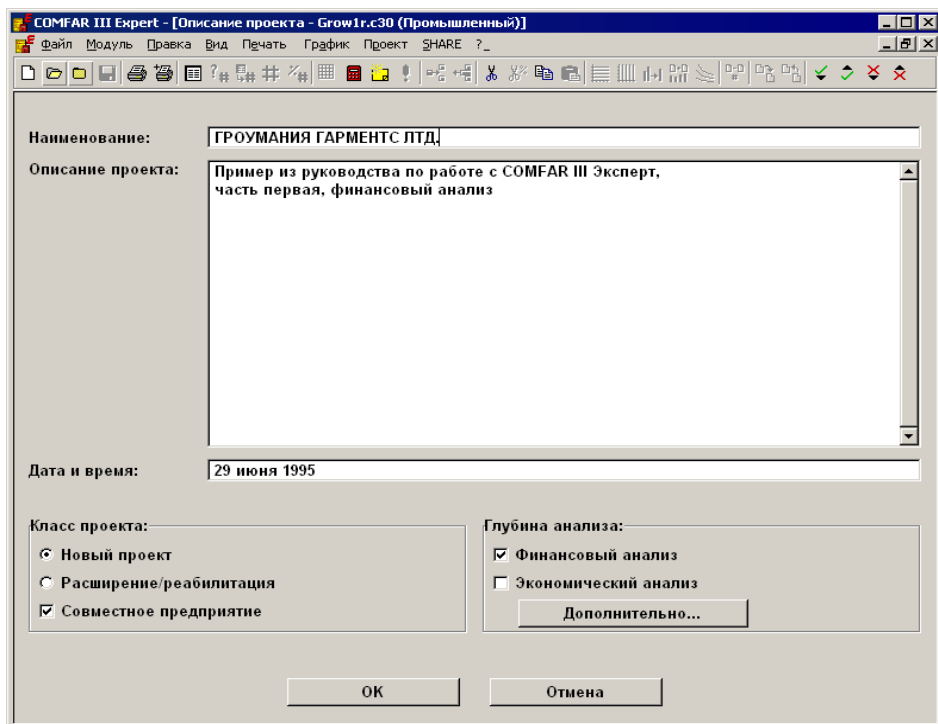 COMFAR III Expert - [Описание проекта - Grow1r.c30 (Промышленный)]
Файл Модуль Правка Вид Печать График Проект SHARE ?_
Наименование: ГРОУМАНИЯ ГАРМЕНТС ЛТД.
Описание проекта: Пример из руководства по работе с COMFAR III Эксперт,
часть первая, финансовый анализ
Дата и время: 29 июня 1995
Класс проекта:
Новый проект
Расширение/реабилитация
Совместное предприятие
Глубина анализа:
Финансовый анализ
Экономический анализ
Дополнительно...
OK Отмена